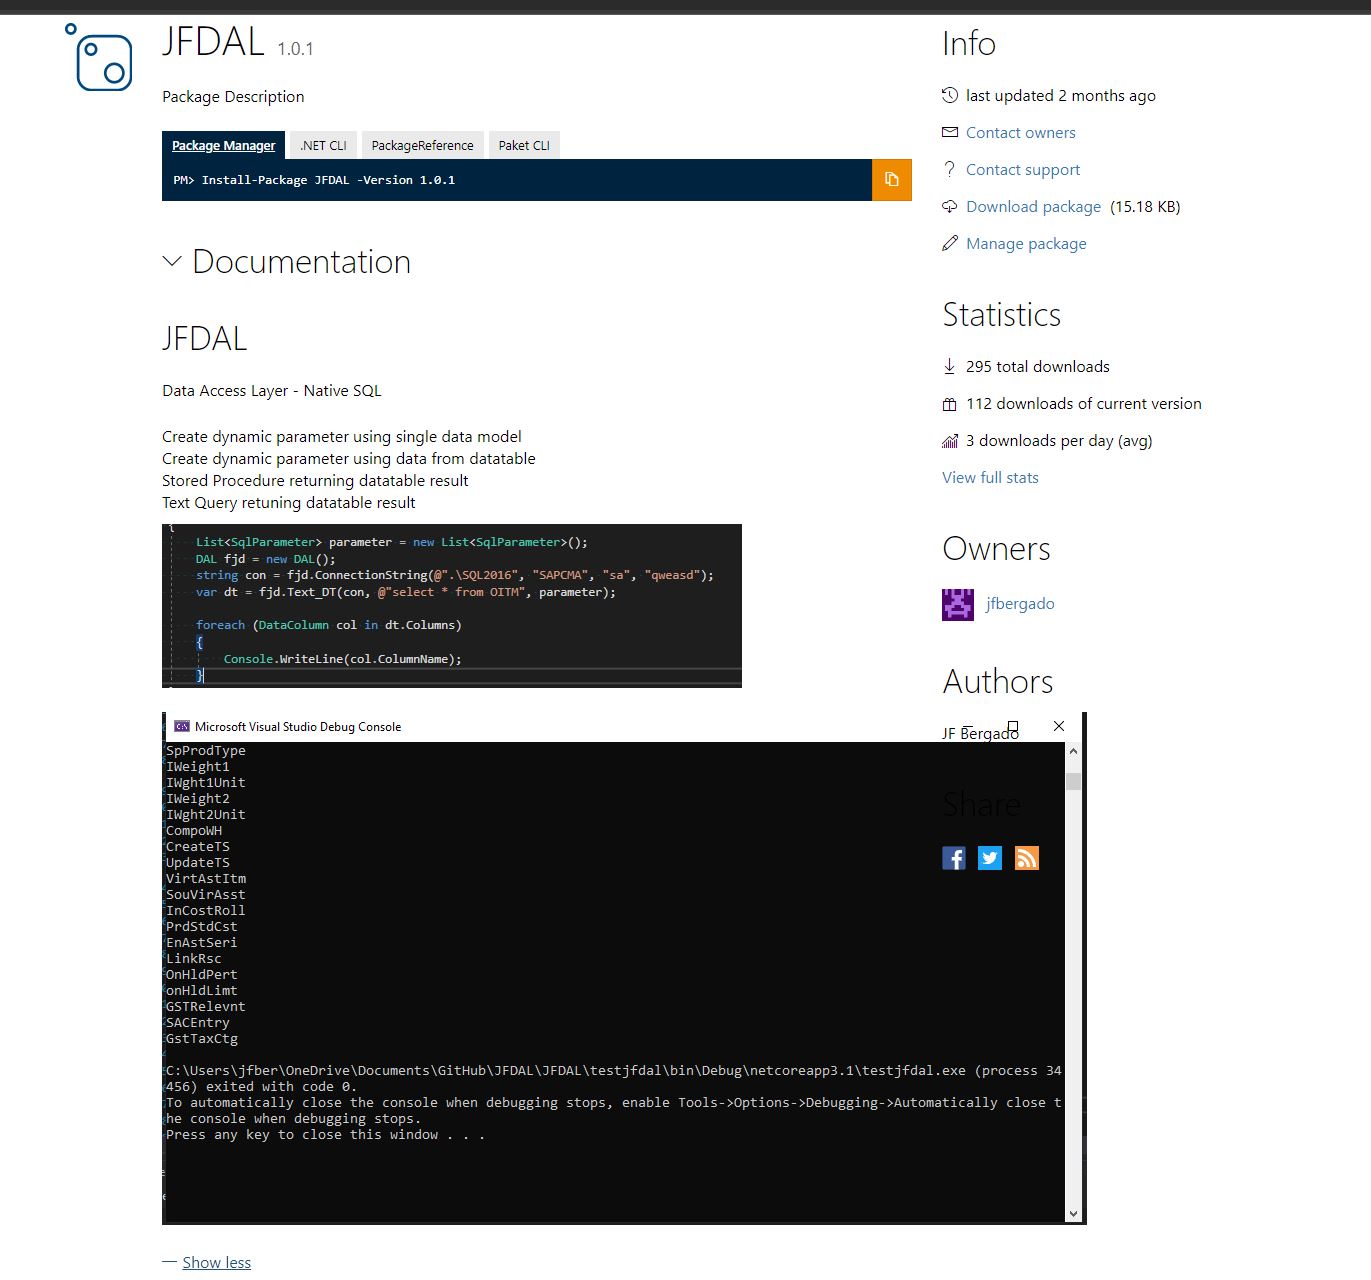 JFDAL 1.0.1
Package Description
Package Manager
.NET CLI
PackageReference
Paket CLI
PM> Install-Package JFDAL -Version 1.0.1
Documentation
JFDAL
Data Access Layer - Native SQL
Create dynamic parameter using single data model
Create dynamic parameter using data from datatable
Stored Procedure returning datatable result
Text Query retuning datatable result
{
List<SqlParameter> parameter = new List<SqlParameter>();
DAL fjd = new DAL();
string con = fjd.ConnectionString(@".\SQL2016", "SAPCMA", "sa", "qweasd");
var dt = fjd.Text_DT(con, @"select * from OITM", parameter);
foreach (DataColumn col in dt.Columns)
{
Console.WriteLine(col.ColumnName);
}
Microsoft Visual Studio Debug Console
SpProdType
IWeight1
IWght1Unit
IWeight2
IWght2Unit
CompoWH
CreateTS
UpdateTS
VirtAstItm
SouVirAsst
InCostRoll
PrdStdCst
EnAstSeri
LinkRsc
OnHldPert
onHldLimt
GSTRelevnt
SACEntry
GstTaxCtg
C:\Users\jfber\OneDrive\Documents\GitHub\JFDAL\JFDAL\testjfdal\bin\Debug\netcoreapp3.1\testjfdal.exe (process 34
456) exited with code 0.
To automatically close the console when debugging stops, enable Tools->Options->Debugging->Automatically close t
he console when debugging stops.
Press any key to close this window . . .
Show less
Info
last updated 2 months ago
Contact owners
Contact support
Download package (15.18 KB)
Manage package
Statistics
295 total downloads
112 downloads of current version
3 downloads per day (avg)
View full stats
Owners
jfbergado
Authors
JF Bergado
Share